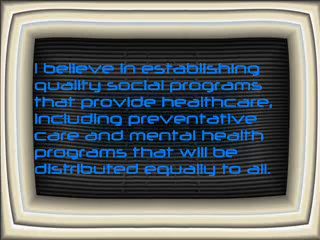 I believe in establishing
quality social programs
that provide healthcare,
including preventative
care and mental health
programs that will be
distributed equally to all.